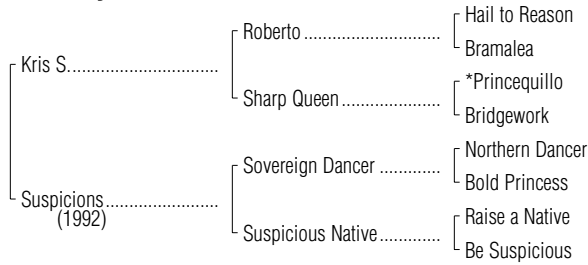 Hail to Reason
Roberto ..........................
Bramalea
Kris S. ..............................
*Princequillo
Sharp Queen ...................
Bridgework
Northern Dancer
Sovereign Dancer ............
Bold Princess
Suspicions .......................
(1992)
Raise a Native
Suspicious Native ............
Be Suspicious